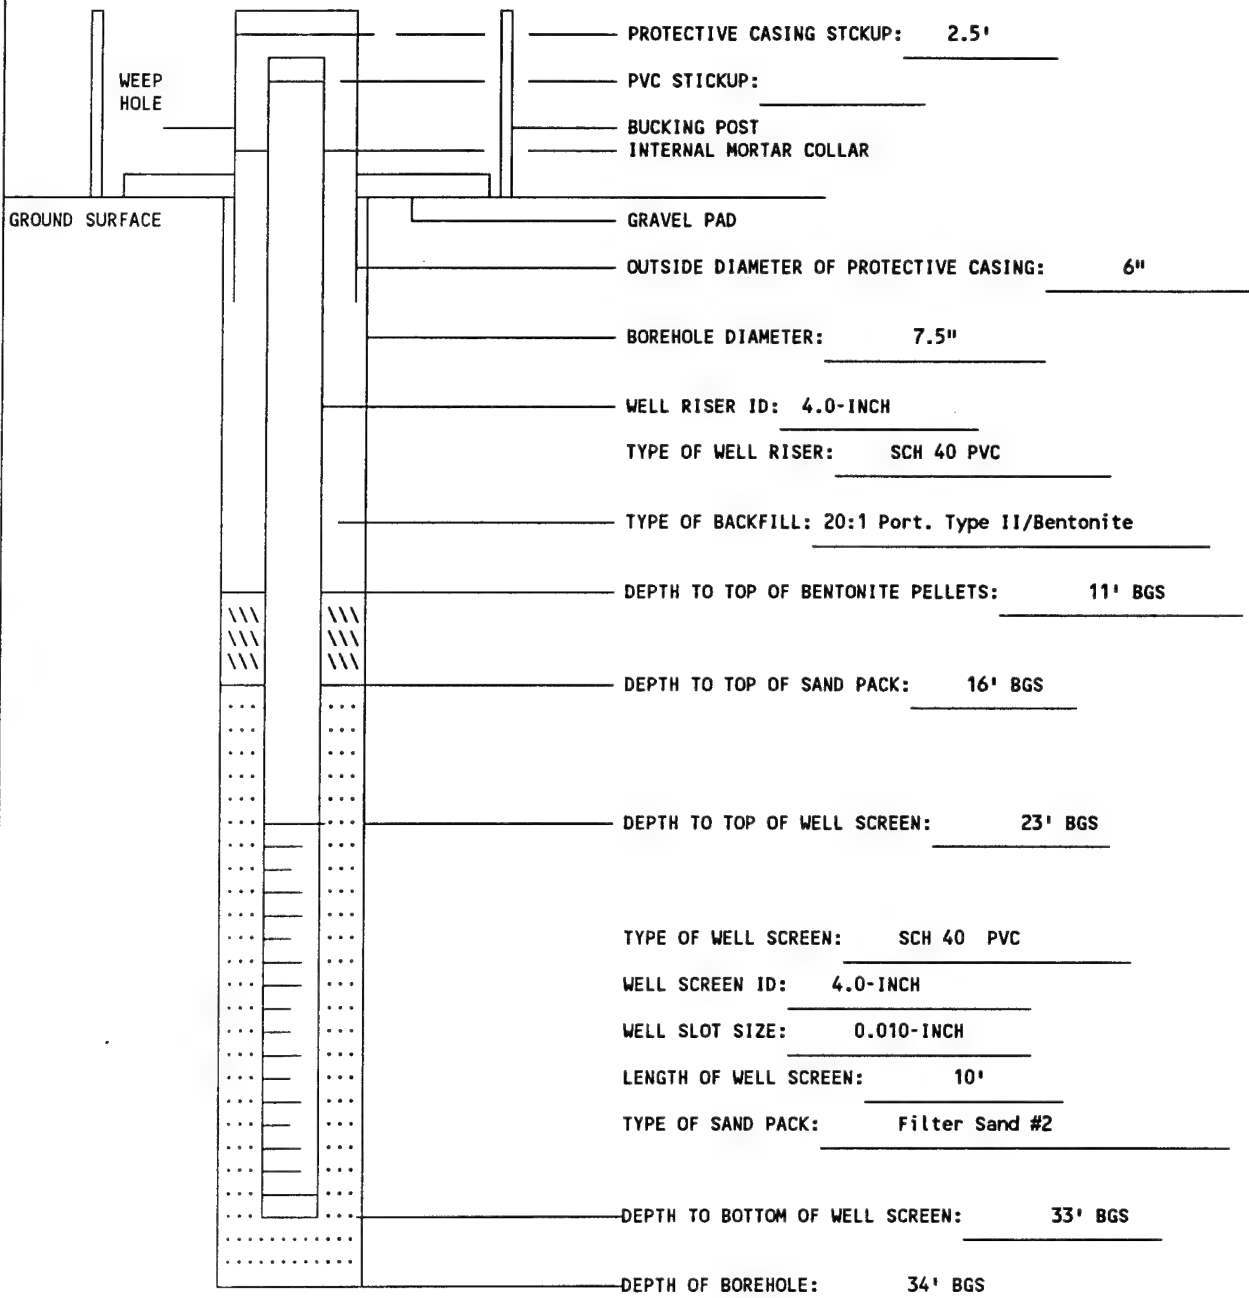 PROTECTIVE CASING STCKUP: 2.5'
WEEP
HOLE
PVC STICKUP:
BUCKING POST
INTERNAL MORTAR COLLAR
GROUND SURFACE
GRAVEL PAD
OUTSIDE DIAMETER OF PROTECTIVE CASING: 6"
BOREHOLE DIAMETER: 7.5"
WELL RISER ID: 4.0-INCH
TYPE OF WELL RISER: SCH 40 PVC
TYPE OF BACKFILL: 20:1 Port. Type II/Bentonite
DEPTH TO TOP OF BENTONITE PELLETS: 11' BGS
DEPTH TO TOP OF SAND PACK: 16' BGS
DEPTH TO TOP OF WELL SCREEN: 23' BGS
TYPE OF WELL SCREEN: SCH 40 PVC
WELL SCREEN ID: 4.0-INCH
WELL SLOT SIZE: 0.010-INCH
LENGTH OF WELL SCREEN: 10'
TYPE OF SAND PACK: Filter Sand #2
DEPTH TO BOTTOM OF WELL SCREEN: 33' BGS
DEPTH OF BOREHOLE: 34' BGS